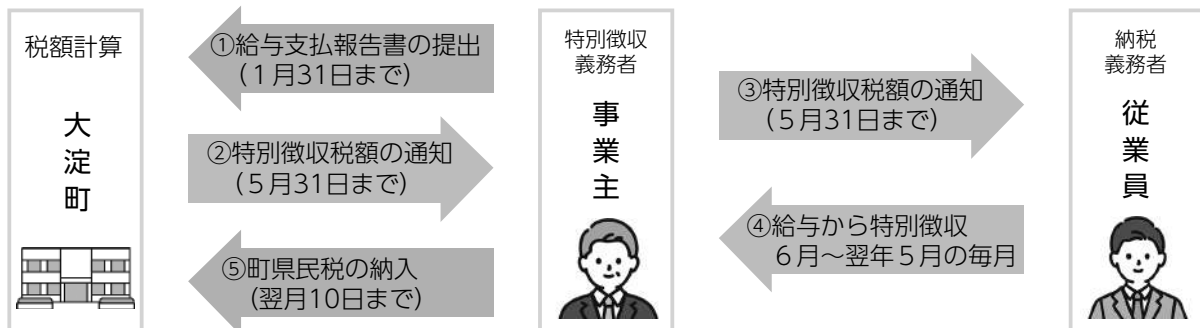 税額計算
大淀町
①給与支払報告書の提出
(1月31日まで)
②特別徴収税額の通知
(5月31日まで)
⑤町県民税の納入
(翌月10日まで)
特別徴収
義務者
事業主
③特別徴収税額の通知
(5月31日まで)
④給与から特別徴収
6月～翌年5月の毎月
納税
義務者
従業員